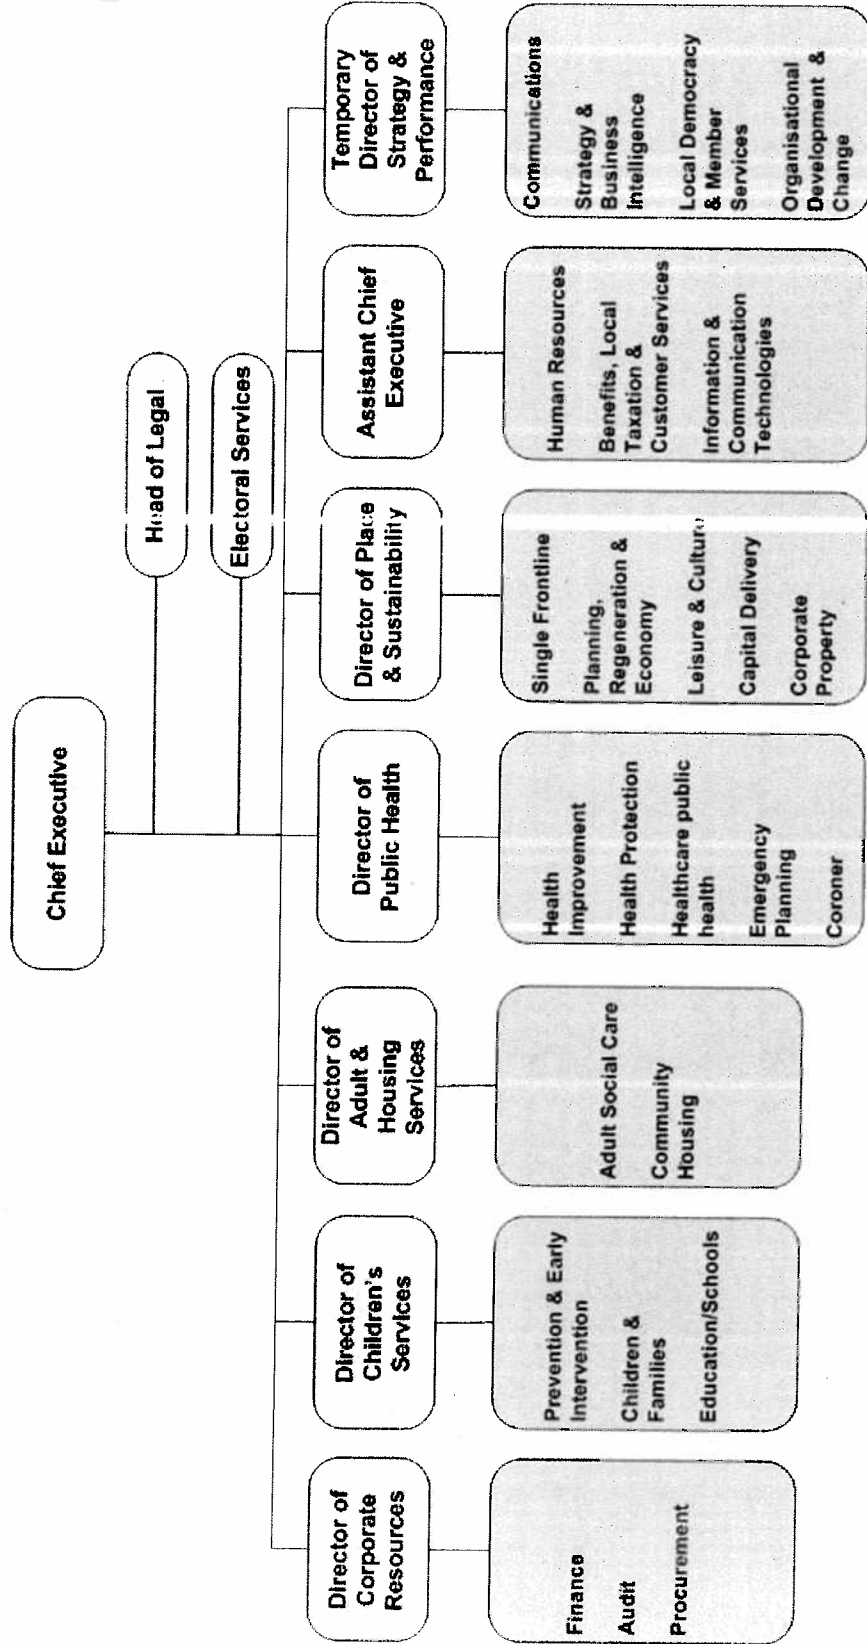 Chief Executive
Head of Legal
Electoral Services
Director of
Corporate
Resources
Director of
Children's
Services
Director of
Adult &
Housing
Services
Director of
Public Health
Director of Place
& Sustainability
Assistant Chief
Executive
Temporary
Director of
Strategy &
Performance
Finance
Audit
Procurement
Prevention & Early
Intervention
Children &
Families
Education/Schools
Adult Social Care
Community
Housing
Health
Improvement
Health Protection
Healthcare public
health
Emergency
Planning
Coroner
Single Frontline
Planning,
Regeneration &
Economy
Leisure & Culture
Capital Delivery
Corporate
Property
Human Resources
Benefits, Local
Taxation &
Customer Services
Information &
Communication
Technologies
Communications
Strategy &
Business
Intelligence
Local Democracy
& Member
Services
Organisational
Development &
Change